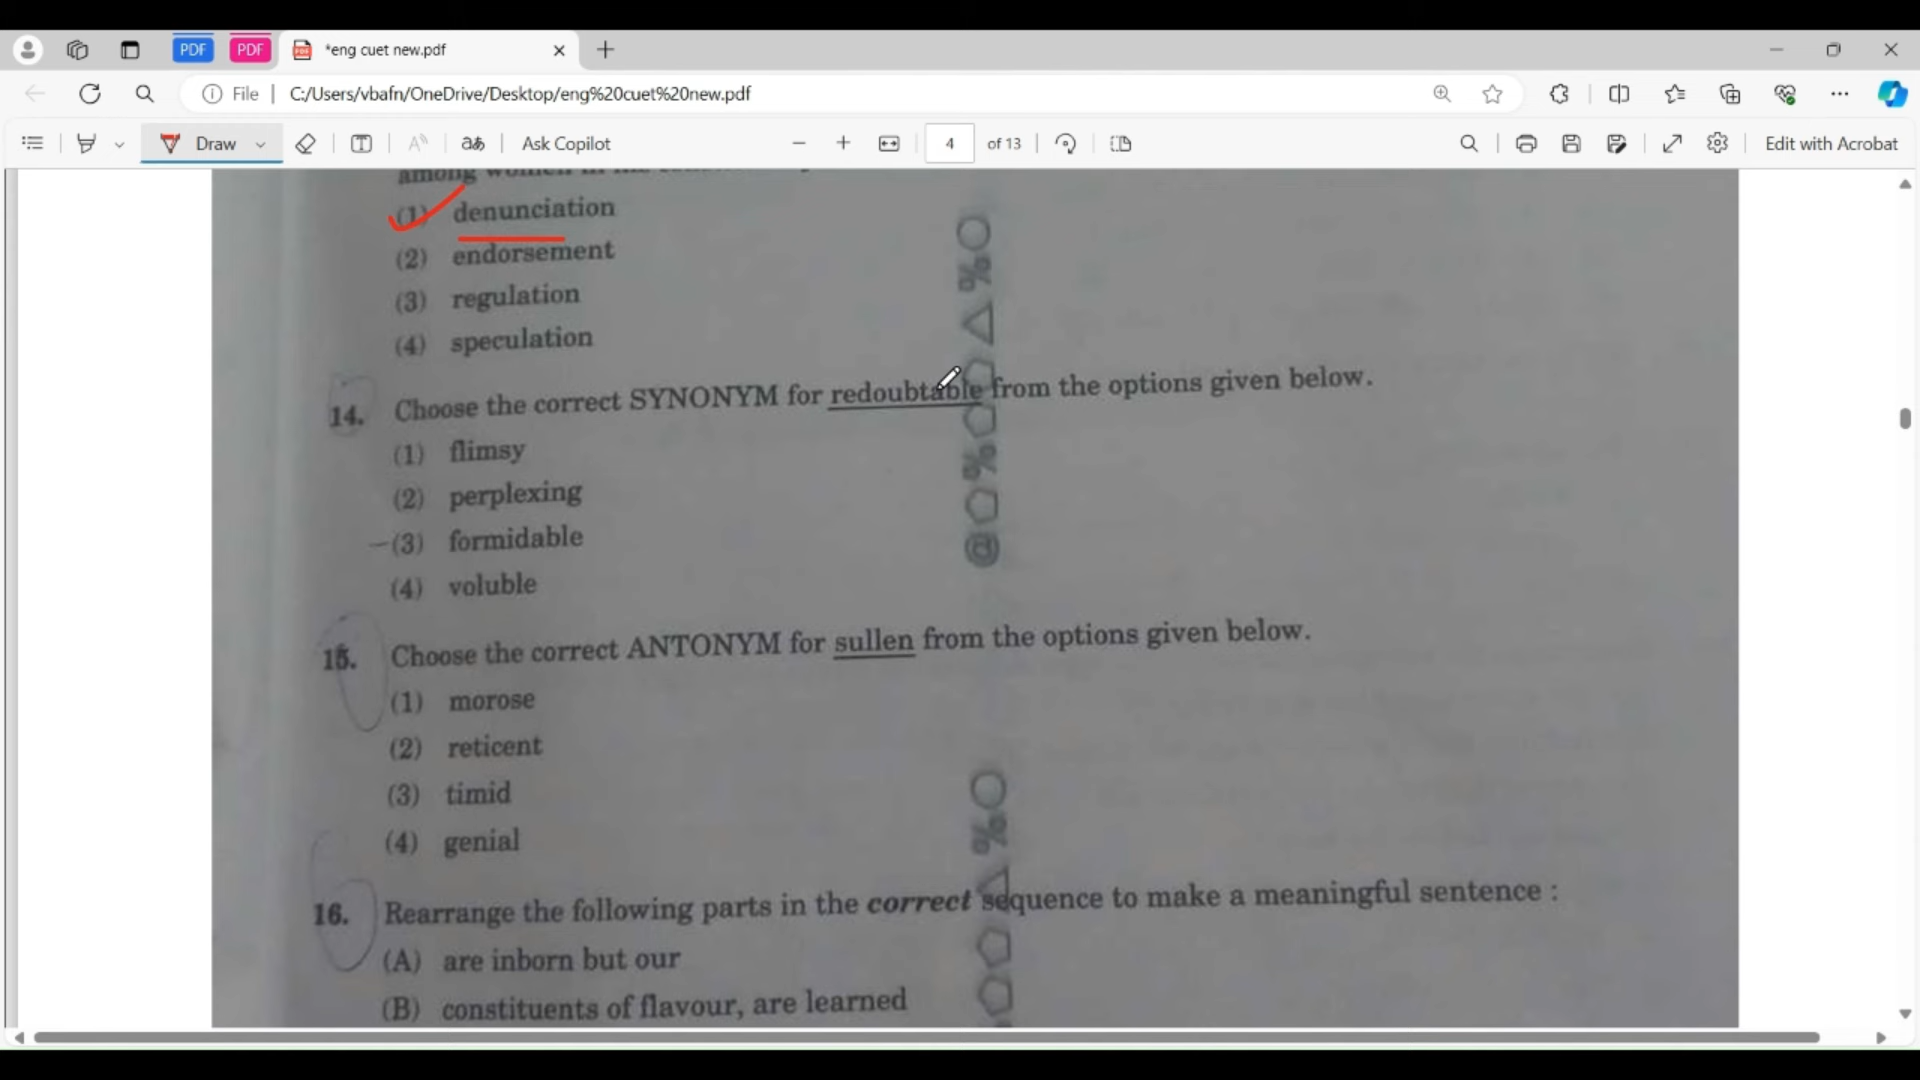 PDF
PDF
*eng cuet new.pdf
File
C:/Users/vbafn/OneDrive/Desktop/eng%20cuet%20new.pdf
Draw
aあ
Ask Copilot
4
of 13
Edit with Acrobat
among women in
(1) denunciation
(2) endorsement
(3) regulation
(4) speculation
14. Choose the correct SYNONYM for redoubtable from the options given below.
(1) flimsy
(2) perplexing
(3) formidable
(4) voluble
15. Choose the correct ANTONYM for sullen from the options given below.
(1) morose
(2) reticent
(3) timid
(4) genial
16. Rearrange the following parts in the correct sequence to make a meaningful sentence :
(A) are inborn but our
(B) constituents of flavour, are learned